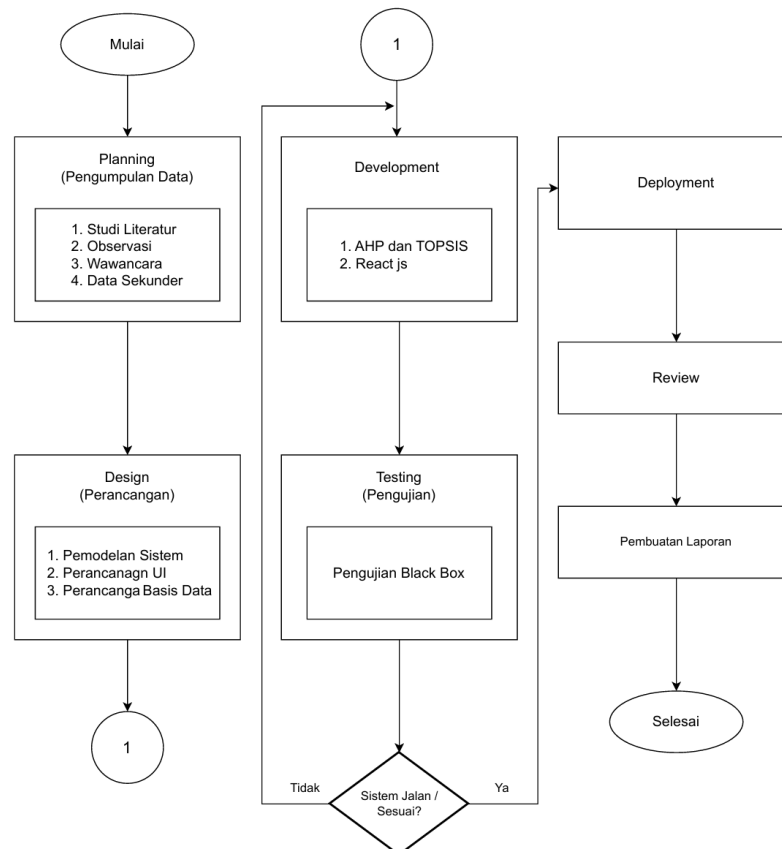 Mulai
Planning
(Pengumpulan Data)
1. Studi Literatur
2. Observasi
3. Wawancara
4. Data Sekunder
Design
(Perancangan)
1. Pemodelan Sistem
2. Perancanagn UI
3. Perancanga Basis Data
1
1
Development
1. AHP dan TOPSIS
2. React js
Testing
(Pengujian)
Pengujian Black Box
Tidak
Sistem Jalan /
Sesuai?
Ya
Deployment
Review
Pembuatan Laporan
Selesai